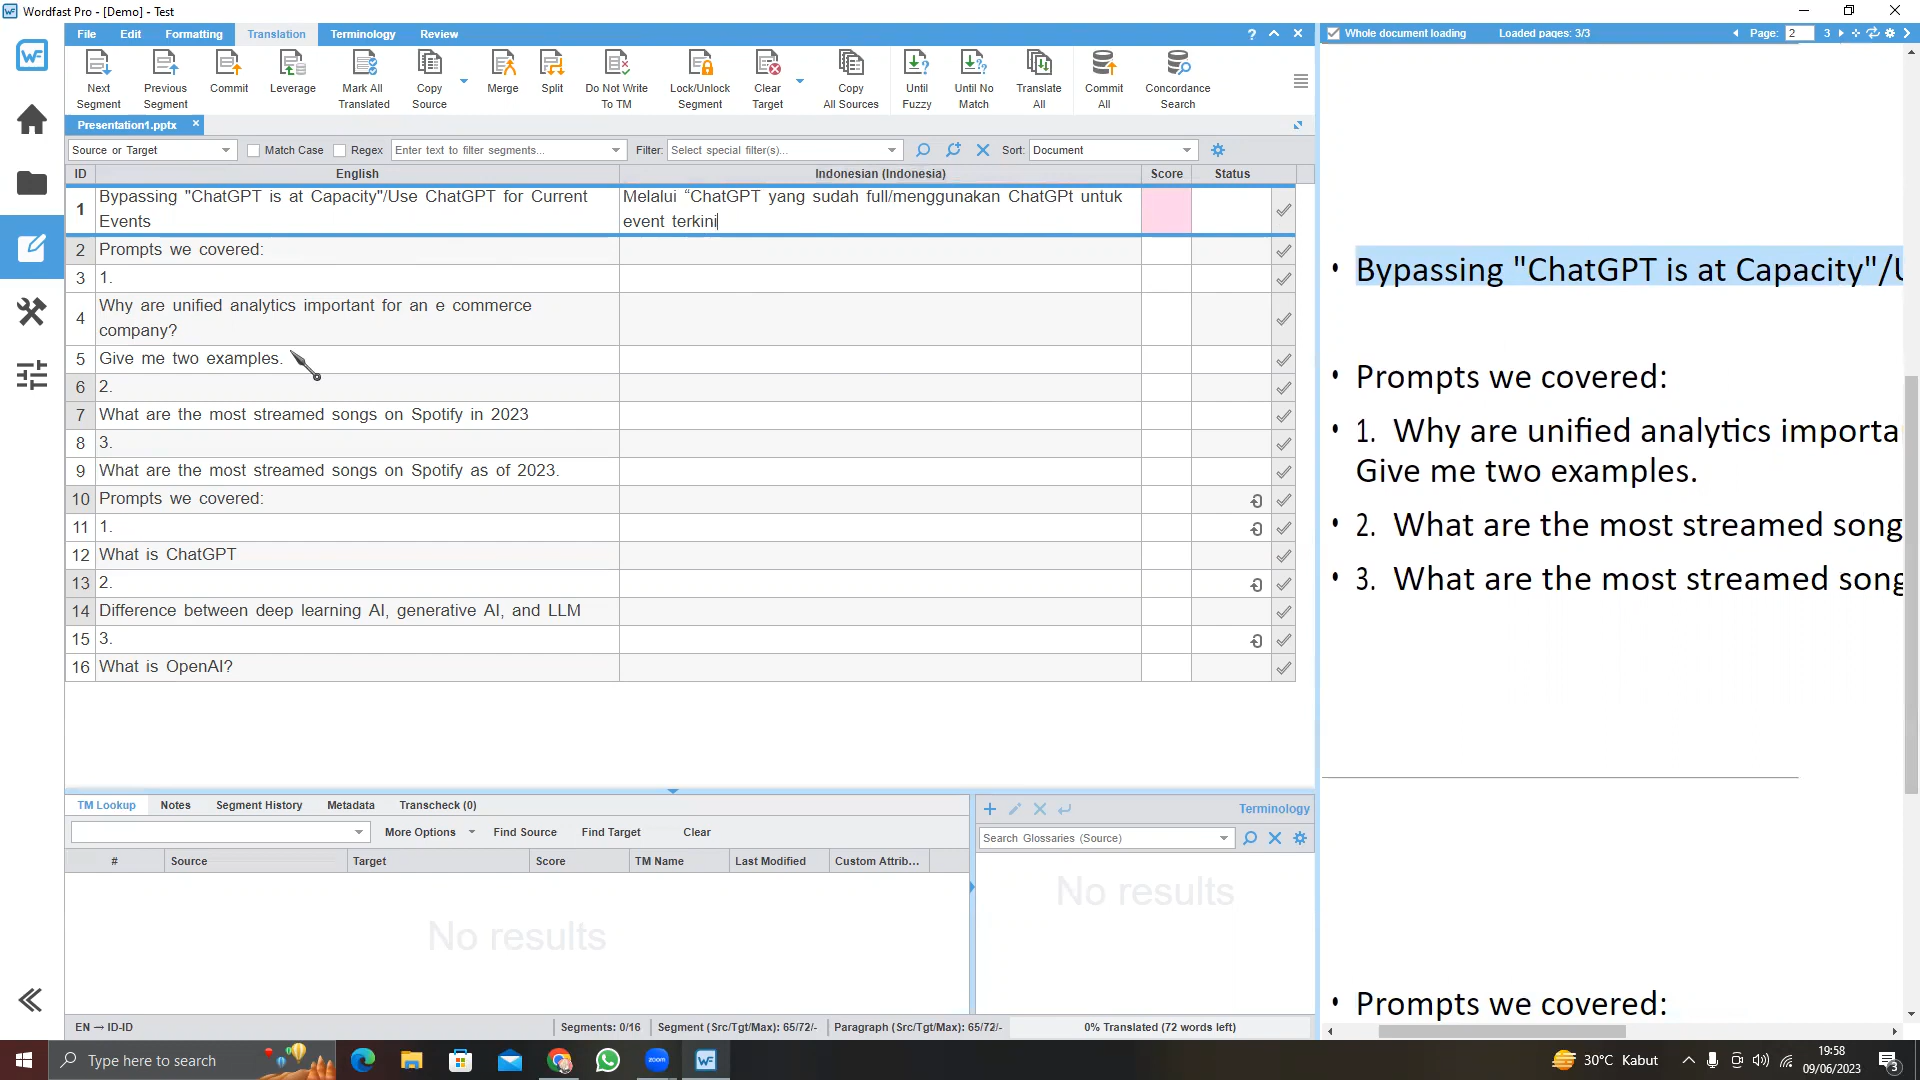 Wordfast Pro - [Demo] - Test
File Edit Formatting Translation Terminology Review
Next Segment
Previous Segment
Commit
Leverage
Mark All Translated
Copy Source
Merge
Split
Do Not Write To TM
Lock/Unlock Segment
Clear Target
Copy All Sources
Until Fuzzy
Until No Match
Translate All
Commit All
Concordance Search
Presentation1.pptx
Source or Target Match Case Regex Enter text to filter segments... Filter: Select special filter(s)... Sort: Document
ID English Indonesian (Indonesia) Score Status
1 Bypassing "ChatGPT is at Capacity"/Use ChatGPT for Current Events Melalui “ChatGPT yang sudah full/menggunakan ChatGPt untuk event terkini
2 Prompts we covered:
3 1.
4 Why are unified analytics important for an e commerce company?
5 Give me two examples.
6 2.
7 What are the most streamed songs on Spotify in 2023
8 3.
9 What are the most streamed songs on Spotify as of 2023.
10 Prompts we covered:
11 1.
12 What is ChatGPT
13 2.
14 Difference between deep learning AI, generative AI, and LLM
15 3.
16 What is OpenAI?
TM Lookup Notes Segment History Metadata Transcheck (0)
More Options Find Source Find Target Clear
# Source Target Score TM Name Last Modified Custom Attrib...
No results
Terminology
Search Glossaries (Source)
No results
EN → ID-ID Segments: 0/16 Segment (Src/Tgt/Max): 65/72/- Paragraph (Src/Tgt/Max): 65/72/- 0% Translated (72 words left)
Whole document loading Loaded pages: 3/3 Page: 2 3
• Bypassing "ChatGPT is at Capacity"/U
• Prompts we covered:
• 1. Why are unified analytics importa
Give me two examples.
• 2. What are the most streamed song
• 3. What are the most streamed song
• Prompts we covered:
Type here to search
zoom
WF
30°C Kabut
19:58
09/06/2023
3